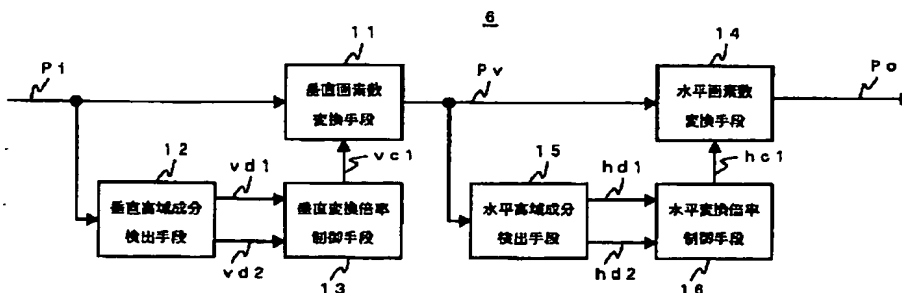 6
11
14
Pi
Pv
Po
垂直画素数
変換手段
水平画素数
変換手段
12
vc1
15
hc1
vd1
hd1
垂直高域成分
検出手段
垂直変換倍率
制御手段
水平高域成分
検出手段
水平変換倍率
制御手段
vd2
hd2
13
16